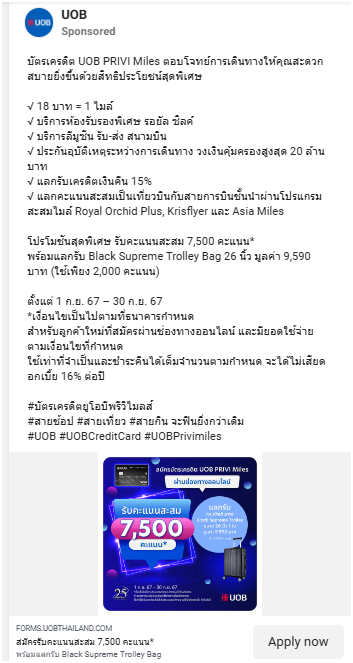 UOB
Sponsored
บัตรเครดิต UOB PRIVI Miles ตอบโจทย์การเดินทางให้คุณสะดวก
สบายยิ่งขึ้นด้วยสิทธิประโยชน์สุดพิเศษ
√ 18 บาท = 1 ไมล์
√ บริการห้องรับรองพิเศษ รอยัล ซิลค์
√ บริการลีมูซีน รับ-ส่ง สนามบิน
√ ประกันอุบัติเหตุระหว่างการเดินทาง วงเงินคุ้มครองสูงสุด 20 ล้าน
บาท
√ แลกรับเครดิตเงินคืน 15%
√ แลกคะแนนสะสมเป็นเที่ยวบินกับสายการบินชั้นนำผ่านโปรแกรม
สะสมไมล์ Royal Orchid Plus, Krisflyer และ Asia Miles
โปรโมชั่นสุดพิเศษ รับคะแนนสะสม 7,500 คะแนน*
พร้อมแลกรับ Black Supreme Trolley Bag 26 นิ้ว มูลค่า 9,590
บาท (ใช้เพียง 2,000 คะแนน)
ตั้งแต่ 1 ก.ย. 67 – 30 ก.ย. 67
*เงื่อนไขเป็นไปตามที่ธนาคารกำหนด
สำหรับลูกค้าใหม่ที่สมัครผ่านช่องทางออนไลน์ และมียอดใช้จ่าย
ตามเงื่อนไขที่กำหนด
ใช้เท่าที่จำเป็นและชำระคืนได้เต็มจำนวนตามกำหนด จะได้ไม่เสียด
อกเบี้ย 16% ต่อปี
#บัตรเครดิตยูโอบีพรีวิไมลส์
#สายช้อป #สายเที่ยว #สายกิน จะฟินยิ่งกว่าเดิม
#UOB #UOBCreditCard #UOBPrivimiles
สมัครบัตรเครดิต UOB PRIVI Miles
ผ่านช่องทางออนไลน์
รับคะแนนสะสม
7,500
คะแนน*
แลกรับ
Black Supreme Trolley
1 ก.ย. 67 - 30 ก.ย. 67
UOB
FORMS.UOBTHAILAND.COM
สมัครรับคะแนนสะสม 7,500 คะแนน*
พร้อมแลกรับ Black Supreme Trolley Bag
Apply now